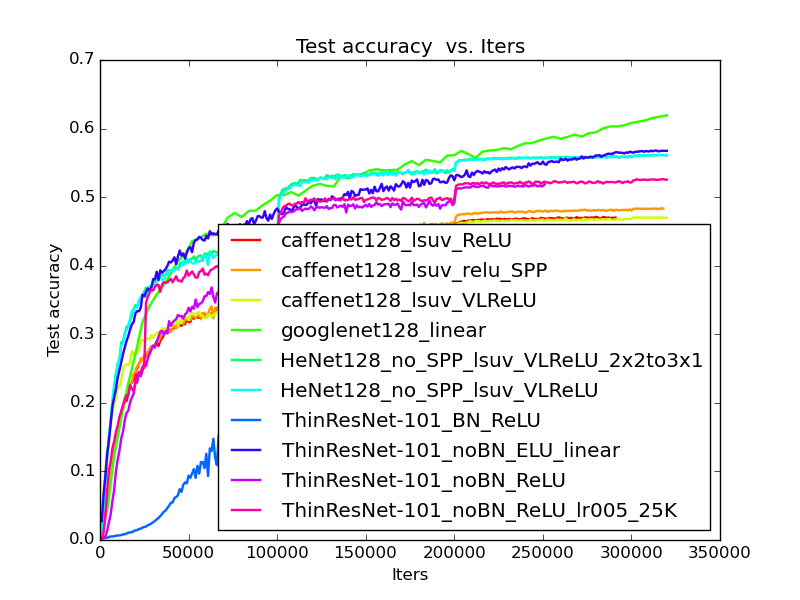 Test accuracy  vs. Iters
0.7
0.6
0.5
0.4
0.3
0.2
0.1
0.0
Test accuracy
caffenet128_lsuv_ReLU
caffenet128_lsuv_relu_SPP
caffenet128_lsuv_VLReLU
googlenet128_linear
HeNet128_no_SPP_lsuv_VLReLU_2x2to3x1
HeNet128_no_SPP_lsuv_VLReLU
ThinResNet-101_BN_ReLU
ThinResNet-101_noBN_ELU_linear
ThinResNet-101_noBN_ReLU
ThinResNet-101_noBN_ReLU_lr005_25K
0 50000 100000 150000 200000 250000 300000 350000
Iters